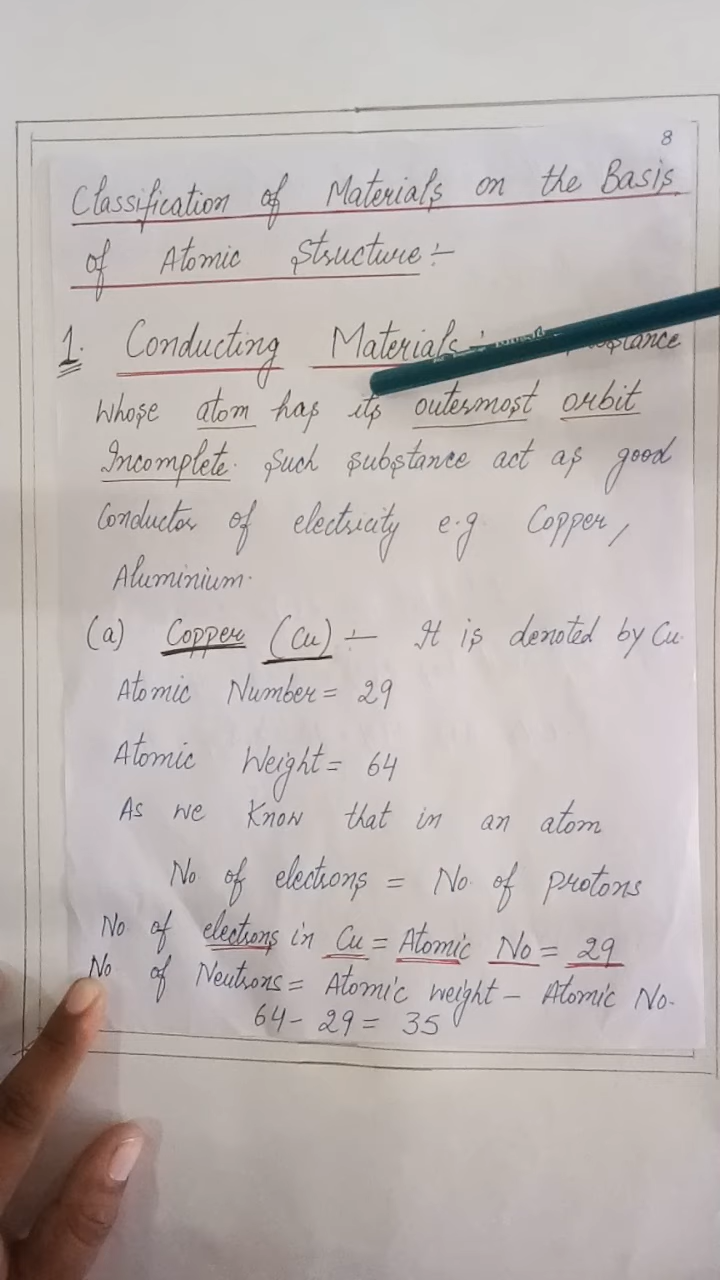 8
Classification of Materials on the Basis
of Atomic Structure :-
1. Conducting Materials :-
whose atom has its outermost orbit
Incomplete. Such substance act as good
Conductor of electricity e.g Copper,
Aluminium.
(a) Copper (Cu) :- It is denoted by Cu.
Atomic Number = 29
Atomic Weight = 64
As we Know that in an atom
No of electrons = No. of protons
No of electrons in Cu = Atomic No = 29
No of Neutrons = Atomic weight - Atomic No.
64 - 29 = 35